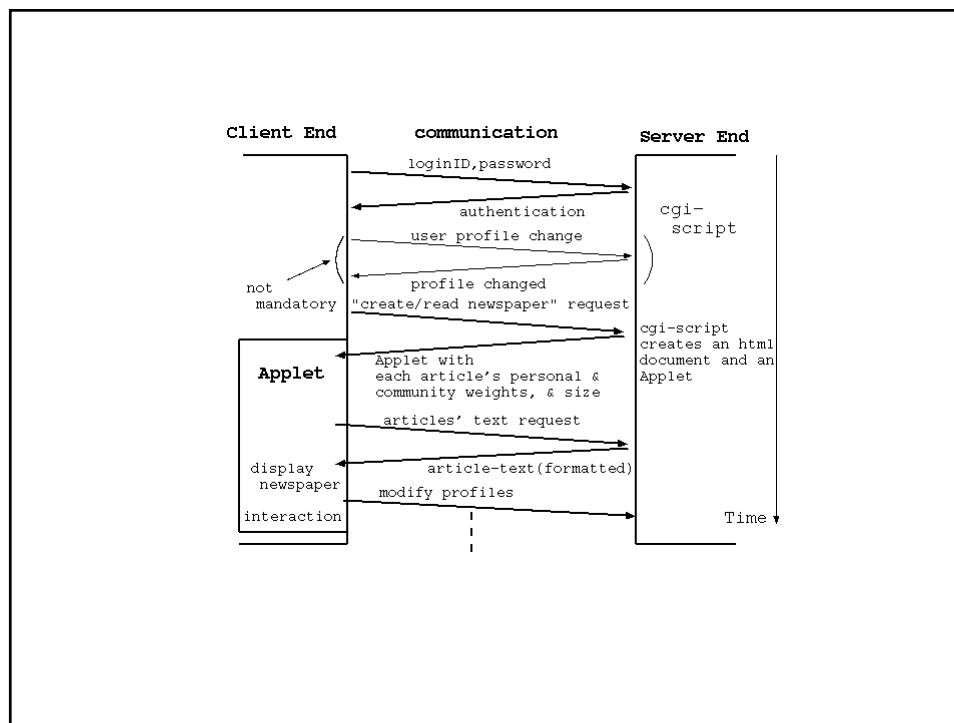 Client End
communication
Server End
loginID,password
authentication
cgi-
script
user profile change
profile changed
not
mandatory
"create/read newspaper" request
cgi-script
creates an html
document and an
Applet
Applet
Applet with
each article's personal &
community weights, & size
articles' text request
article-text(formatted)
display
newspaper
modify profiles
interaction
Time